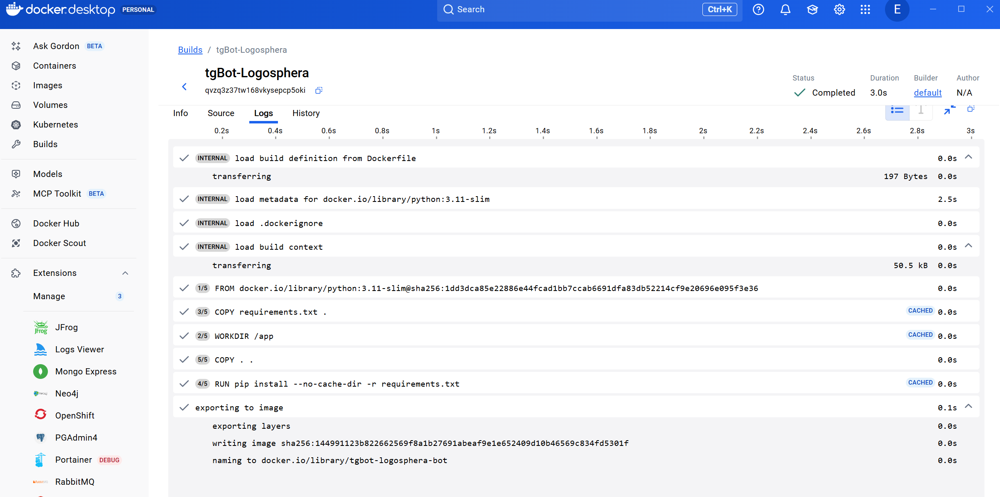 docker.desktop PERSONAL
Search
Ctrl+K
E
Ask Gordon BETA
Containers
Images
Volumes
Kubernetes
Builds
Models
MCP Toolkit BETA
Docker Hub
Docker Scout
Extensions
Manage 3
JFrog JFrog
Logs Viewer
Mongo Express
neo4j Neo4j
OpenShift
PGAdmin4
Portainer DEBUG
RabbitMQ RabbitMQ
Builds / tgBot-Logosphera
tgBot-Logosphera
qvzq3z37tw168vkysepcp5oki
Status Duration Builder Author
Completed 3.0s default N/A
Info Source Logs History
0.2s 0.4s 0.6s 0.8s 1s 1.2s 1.4s 1.6s 1.8s 2s 2.2s 2.4s 2.6s 2.8s 3s
INTERNAL load build definition from Dockerfile 0.0s
transferring 197 Bytes 0.0s
INTERNAL load metadata for docker.io/library/python:3.11-slim 2.5s
INTERNAL load .dockerignore 0.0s
INTERNAL load build context 0.0s
transferring 50.5 kB 0.0s
1/5 FROM docker.io/library/python:3.11-slim@sha256:1dd3dca85e22886e44fcad1bb7ccab6691dfa83db52214cf9e20696e095f3e36 0.0s
3/5 COPY requirements.txt . CACHED 0.0s
2/5 WORKDIR /app CACHED 0.0s
5/5 COPY . . 0.0s
4/5 RUN pip install --no-cache-dir -r requirements.txt CACHED 0.0s
exporting to image 0.1s
exporting layers 0.0s
writing image sha256:144991123b822662569f8a1b27691abeaf9e1e652409d10b46569c834fd5301f 0.0s
naming to docker.io/library/tgbot-logosphera-bot 0.0s